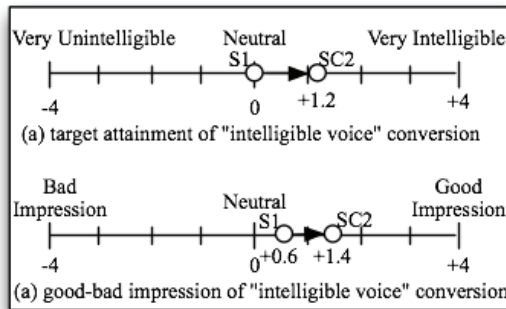 Very Unintelligible Neutral Very Intelligible
S1 SC2
-4 0 +1.2 +4
(a) target attainment of "intelligible voice" conversion
Bad Good
Impression Neutral Impression
S1 SC2
-4 0 +0.6 +1.4 +4
(a) good-bad impression of "intelligible voice" conversion